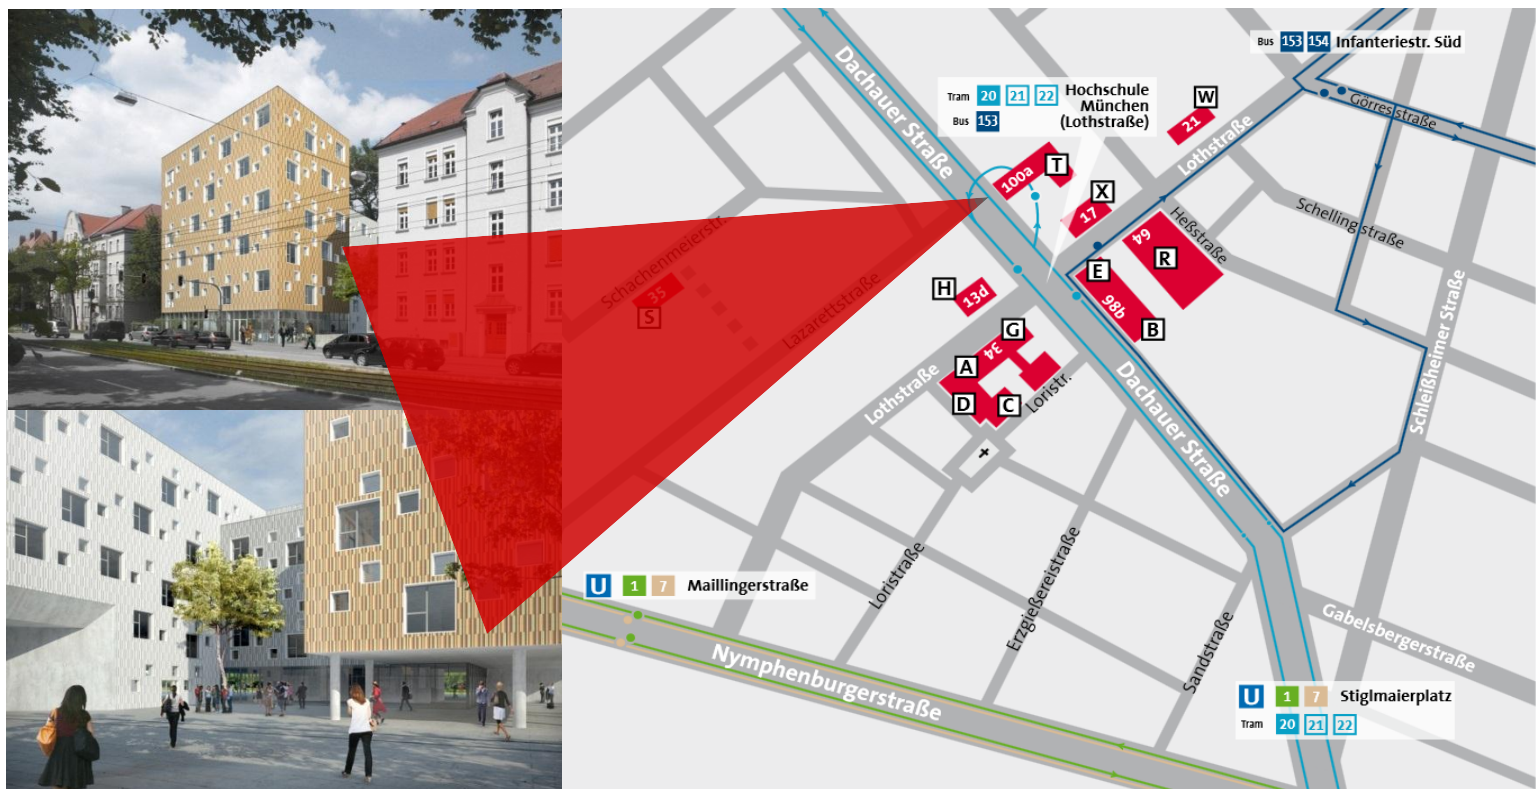 Bus 153 154 Infanteriestr. Süd
Görresstraße
Dachauer Straße
Tram 20 21 22 Hochschule
München
Bus 153 (Lothstraße)
W
21
Lothstraße
T
100a
X
17
Schellingstraße
Heßstraße
64
R
E
98b
B
Schachenmeierstr.
35
S
Lazarettstraße
H
13d
G
34
A
D
C
Loristr.
Lothstraße
Dachauer Straße
Schleißheimer Straße
Loristraße
Erzgießereistraße
Sandstraße
Gabelsbergerstraße
U 1 7 Maillingerstraße
Nymphenburgerstraße
U 1 7 Stiglmaierplatz
Tram 20 21 22